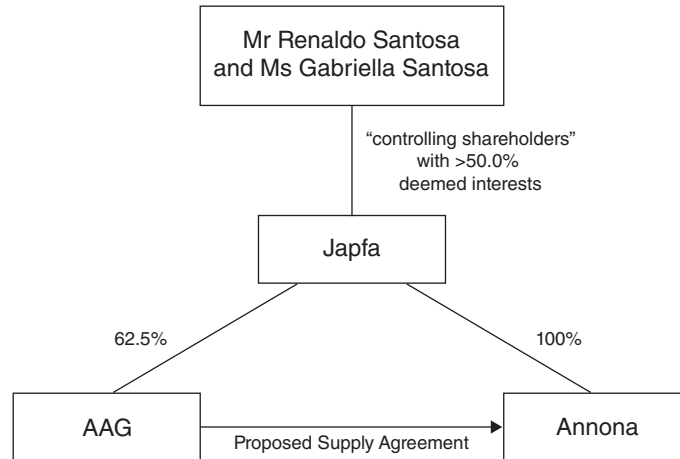 Mr Renaldo Santosa
and Ms Gabriella Santosa
“controlling shareholders”
with >50.0%
deemed interests
Japfa
62.5%
100%
AAG
Proposed Supply Agreement
Annona